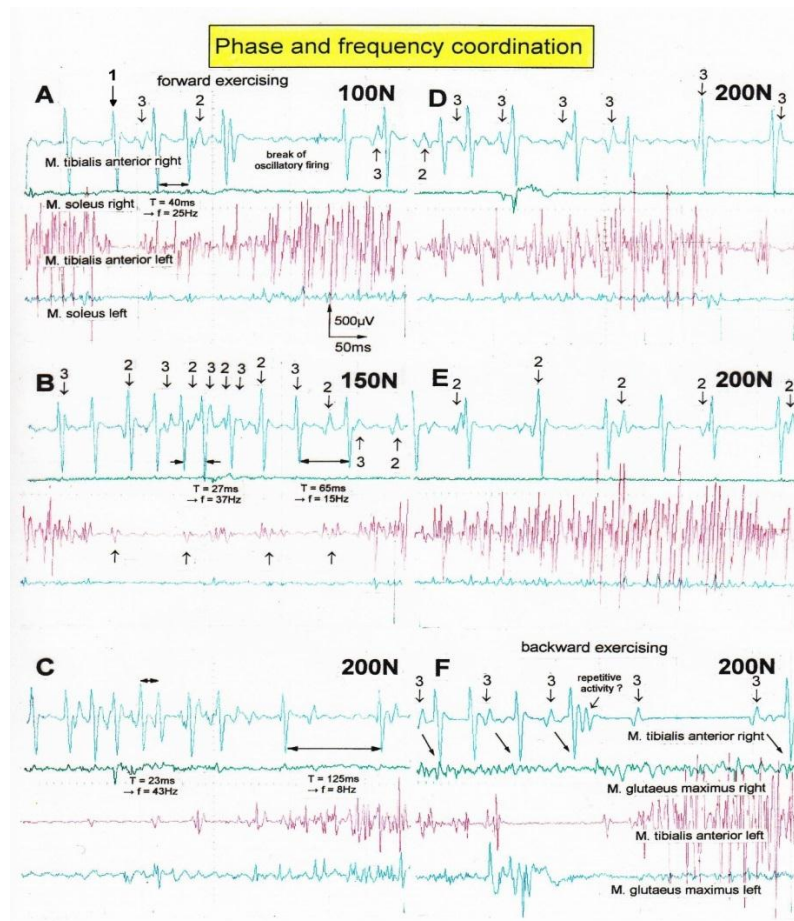 Phase and frequency coordination
A
1
forward exercising
3
2
100N
M. tibialis anterior right
break of
oscillatory firing
3
M. soleus right
T = 40ms
→ f = 25Hz
M. tibialis anterior left
M. soleus left
500µV
50ms
D
3
3
3
3
3
200N
3
2
B
3
2
3
2
3
2
3
2
3
150N
2
3
2
T = 27ms
→ f = 37Hz
T = 65ms
→ f = 15Hz
E
2
2
2
2
200N
2
C
200N
T = 23ms
→ f = 43Hz
T = 125ms
→ f = 8Hz
backward exercising
F
3
3
3
repetitive
activity ?
3
3
200N
M. tibialis anterior right
M. glutaeus maximus right
M. tibialis anterior left
M. glutaeus maximus left